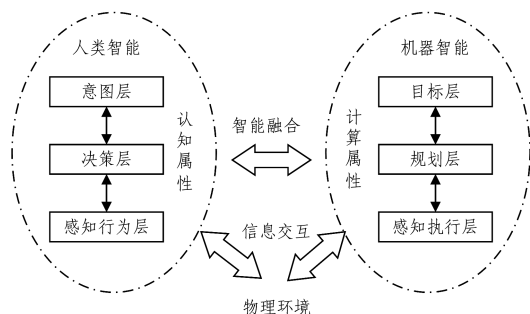 人类智能
意图层
决策层
感知行为层
认知属性
智能融合
信息交互
物理环境
机器智能
目标层
规划层
感知执行层
计算属性